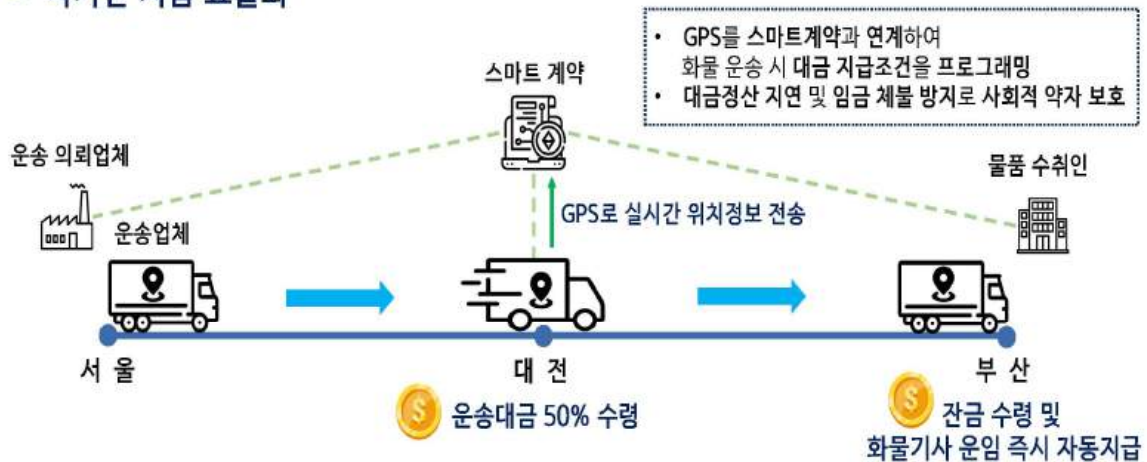 • GPS를 스마트계약과 연계하여
화물 운송 시 대금 지급조건을 프로그래밍
• 대금정산 지연 및 임금 체불 방지로 사회적 약자 보호
스마트 계약
운송 의뢰업체
물품 수취인
GPS로 실시간 위치정보 전송
운송업체
서 울
대 전
부 산
운송대금 50% 수령
잔금 수령 및
화물기사 운임 즉시 자동지급